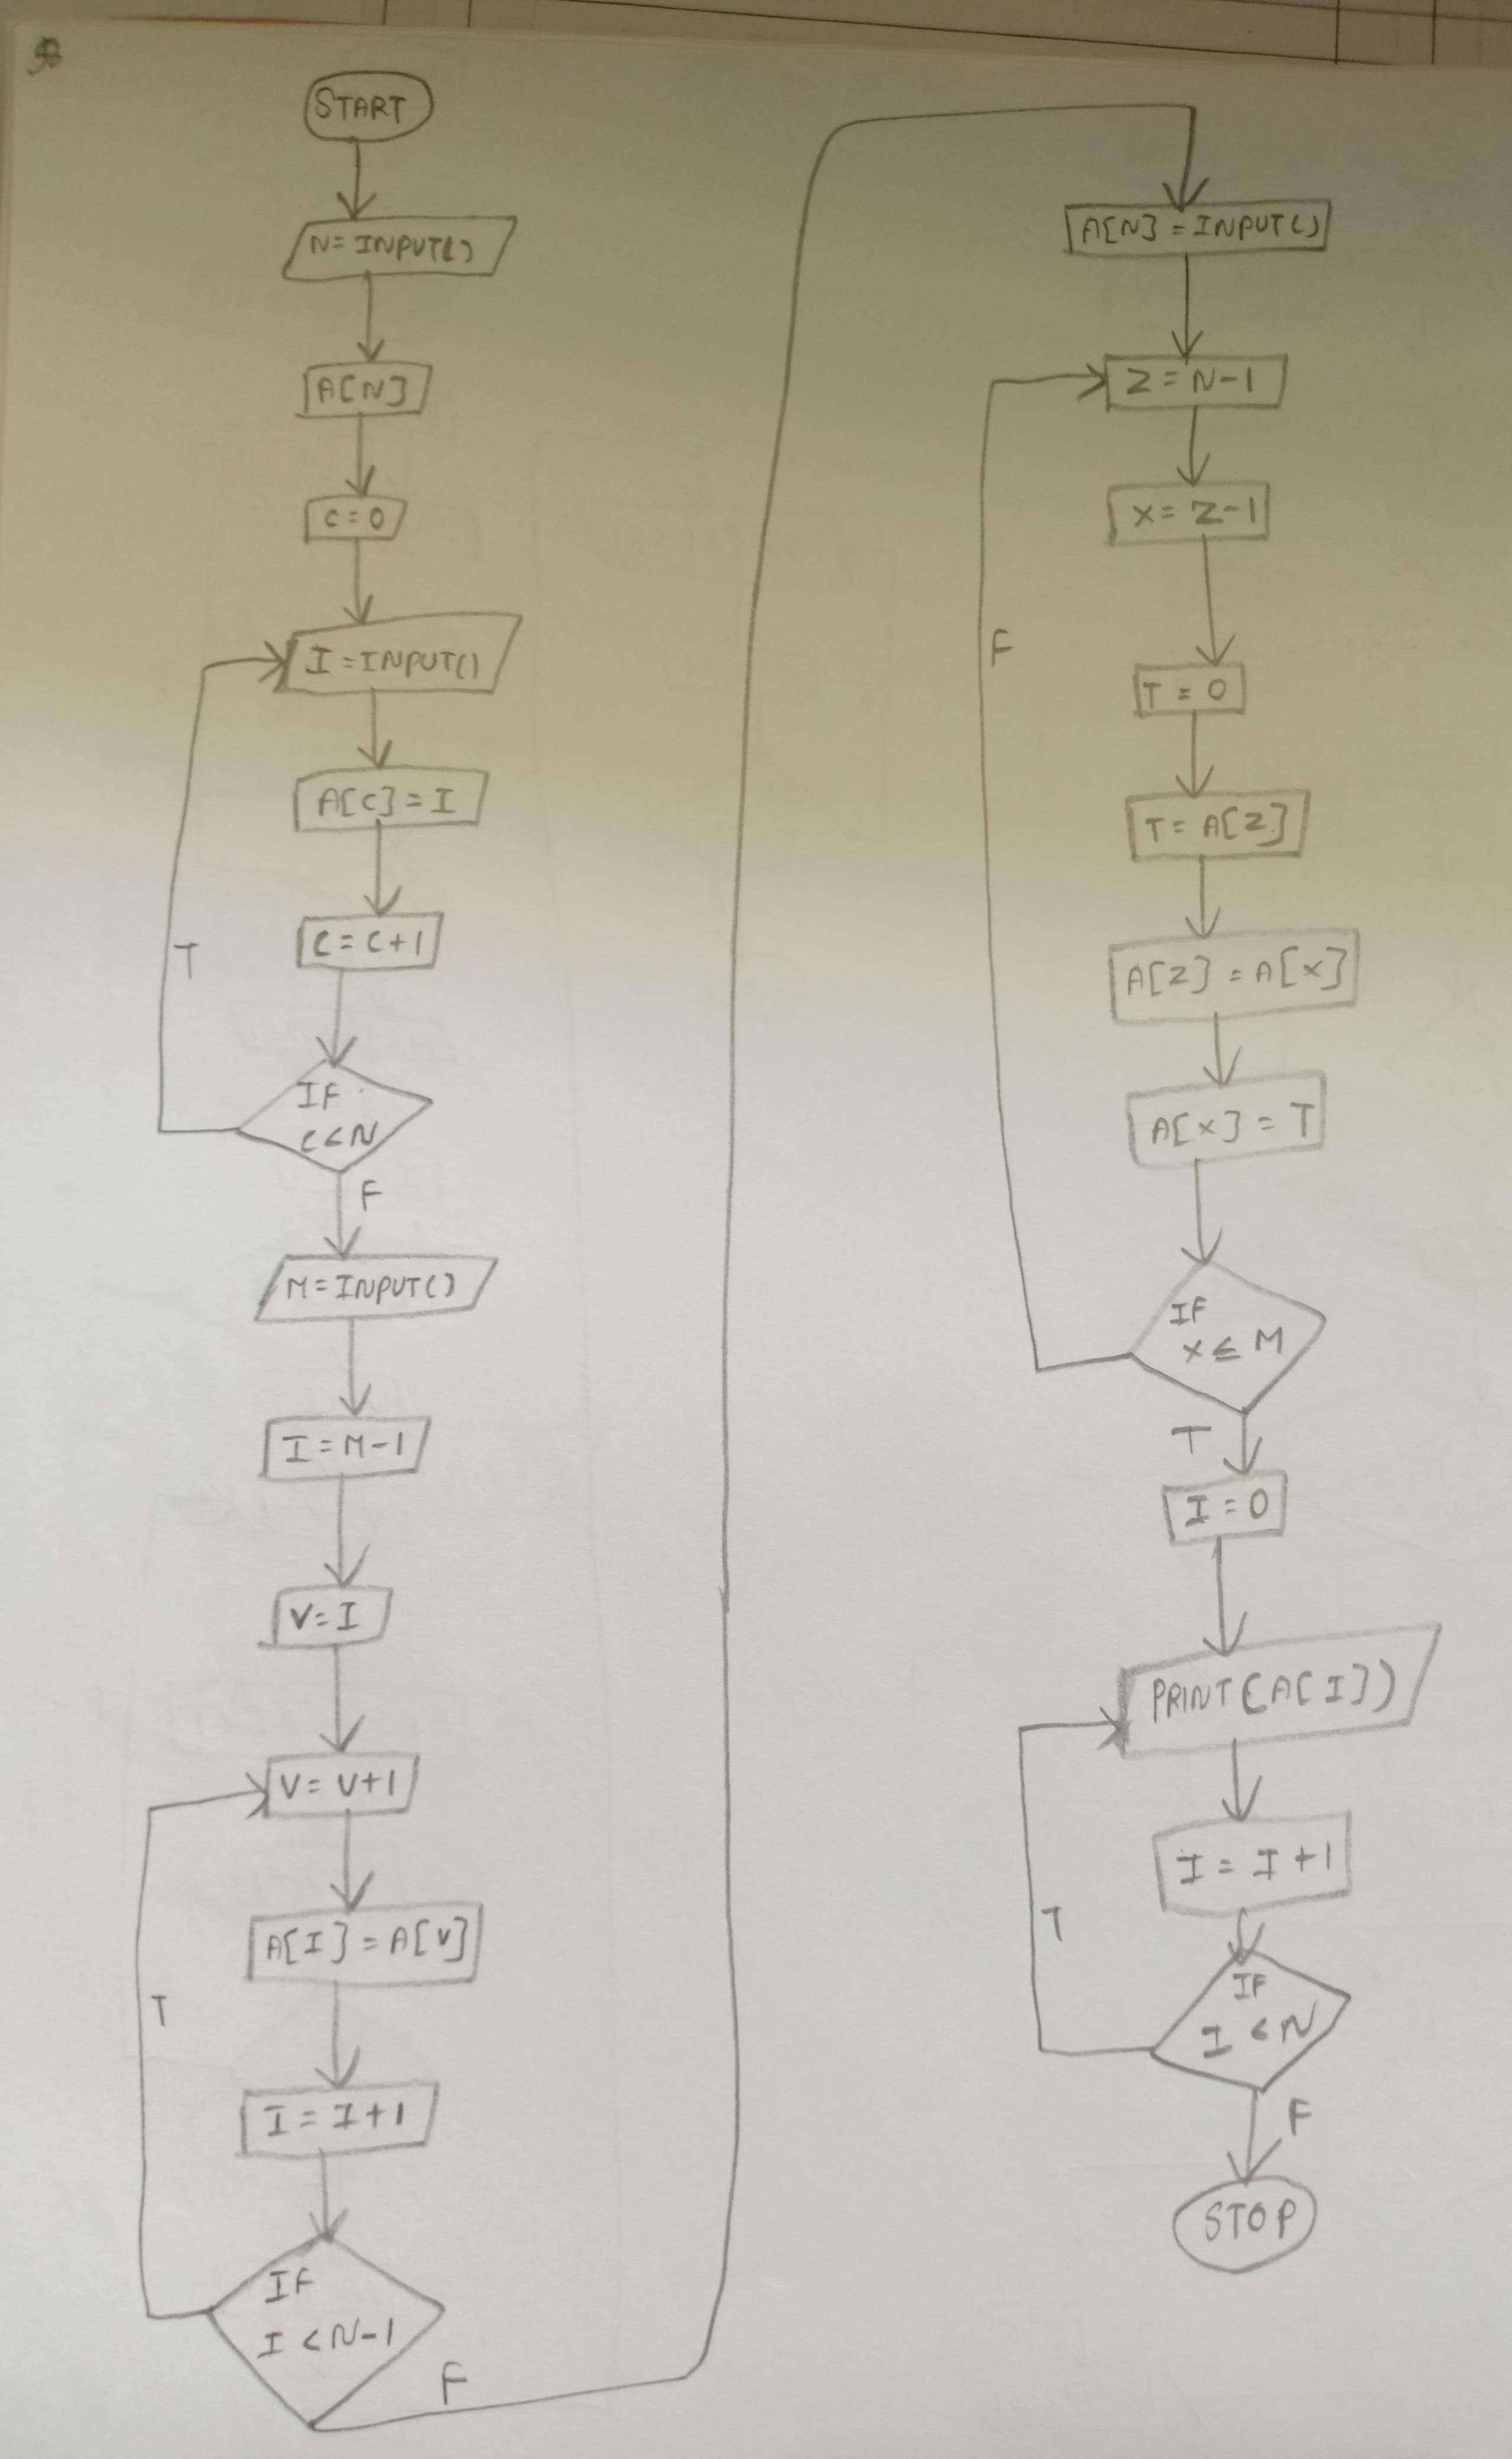 START
N=INPUT()
A[N]
C=0
I=INPUT()
A[C]=I
C=C+1
T
IF
C<N
F
M=INPUT()
I=M-1
V=I
V=V+1
A[I]=A[V]
T
I=I+1
IF
I<N-1
F
A[N]=INPUT()
Z=N-1
X=Z-1
F
T=0
T=A[Z]
A[Z]=A[X]
A[X]=T
IF
X≤M
T
I=0
PRINT(A[I])
I=I+1
T
IF
I<N
F
STOP